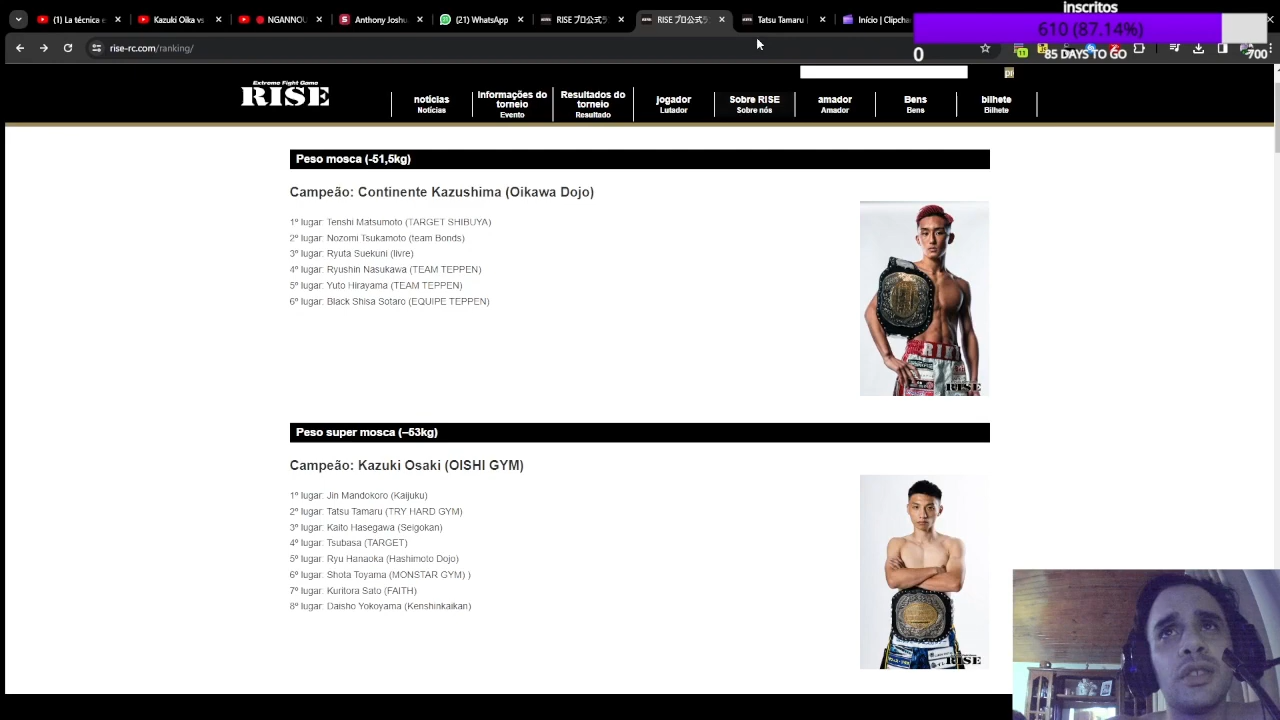 (1) La técnica e
Kazuki Oika vs
NGANNOU
Anthony Joshu
(21) WhatsApp
RISE プロ公式ラ
RISE プロ公式ラ
Tatsu Tamaru
Início | Clipchar
inscritos
610 (87.14%)
0
85 DAYS TO GO
700
rise-rc.com/ranking/
11
Extreme Fight Game
RISE
notícias
Notícias
Informações do torneio
Evento
Resultados do torneio
Resultado
jogador
Lutador
Sobre RISE
Sobre nós
amador
Amador
Bens
Bens
bilhete
Bilhete
Peso mosca (-51,5kg)
Campeão: Continente Kazushima (Oikawa Dojo)
1º lugar: Tenshi Matsumoto (TARGET SHIBUYA)
2º lugar: Nozomi Tsukamoto (team Bonds)
3º lugar: Ryuta Suekuni (livre)
4º lugar: Ryushin Nasukawa (TEAM TEPPEN)
5º lugar: Yuto Hirayama (TEAM TEPPEN)
6º lugar: Black Shisa Sotaro (EQUIPE TEPPEN)
RISE
Peso super mosca (–53kg)
Campeão: Kazuki Osaki (OISHI GYM)
1º lugar: Jin Mandokoro (Kaijuku)
2º lugar: Tatsu Tamaru (TRY HARD GYM)
3º lugar: Kaito Hasegawa (Seigokan)
4º lugar: Tsubasa (TARGET)
5º lugar: Ryu Hanaoka (Hashimoto Dojo)
6º lugar: Shota Toyama (MONSTAR GYM) )
7º lugar: Kuritora Sato (FAITH)
8º lugar: Daisho Yokoyama (Kenshinkaikan)
RISE